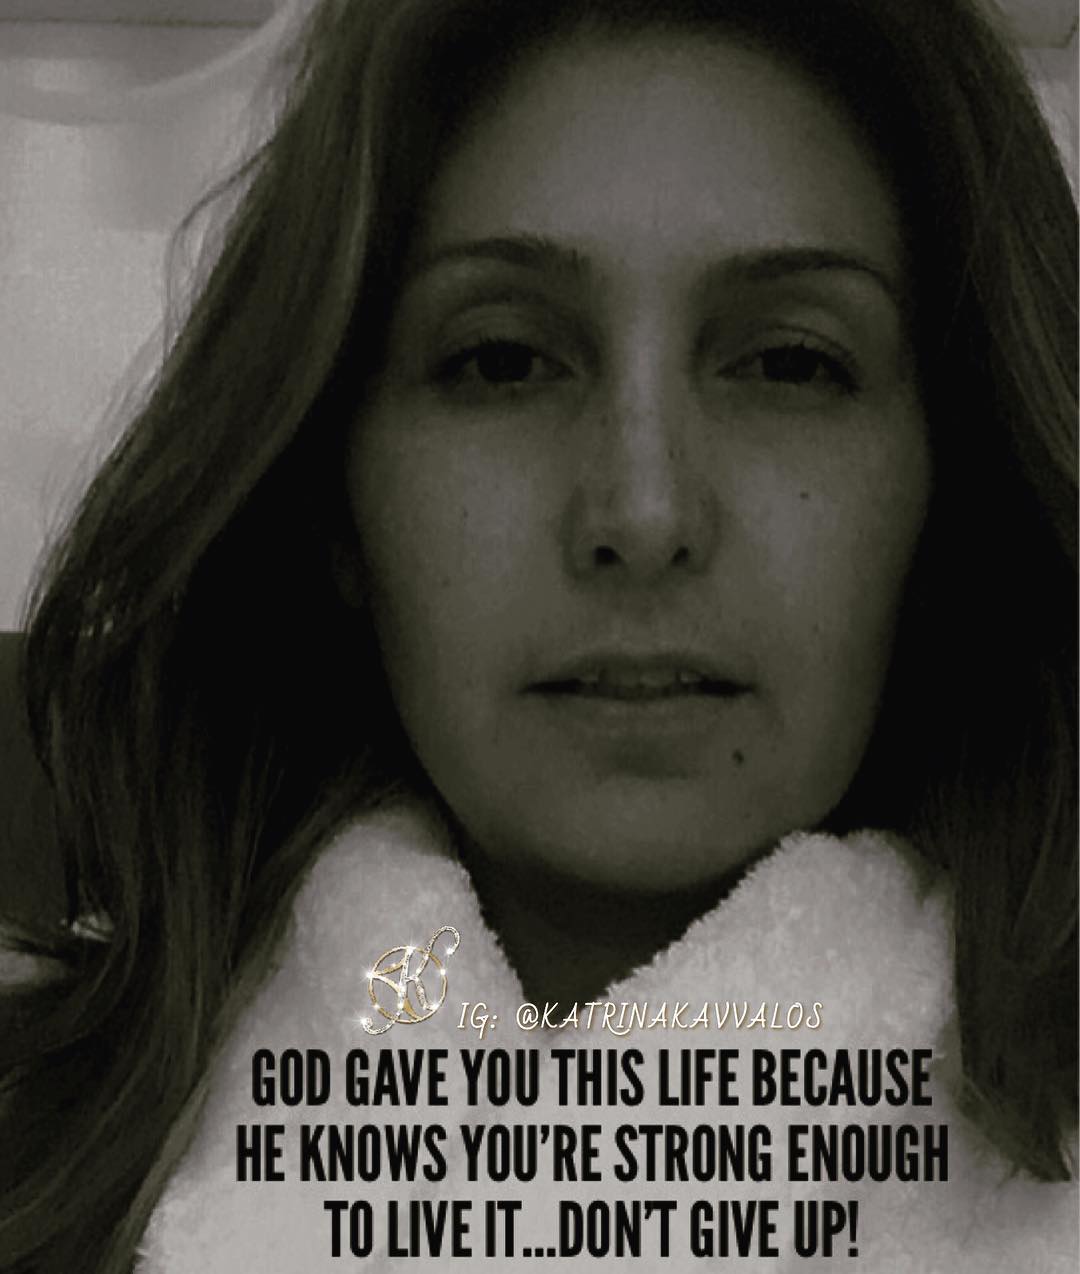 IG: @KATRINAKAVVALOS
GOD GAVE YOU THIS LIFE BECAUSE
HE KNOWS YOU'RE STRONG ENOUGH
TO LIVE IT...DON'T GIVE UP!